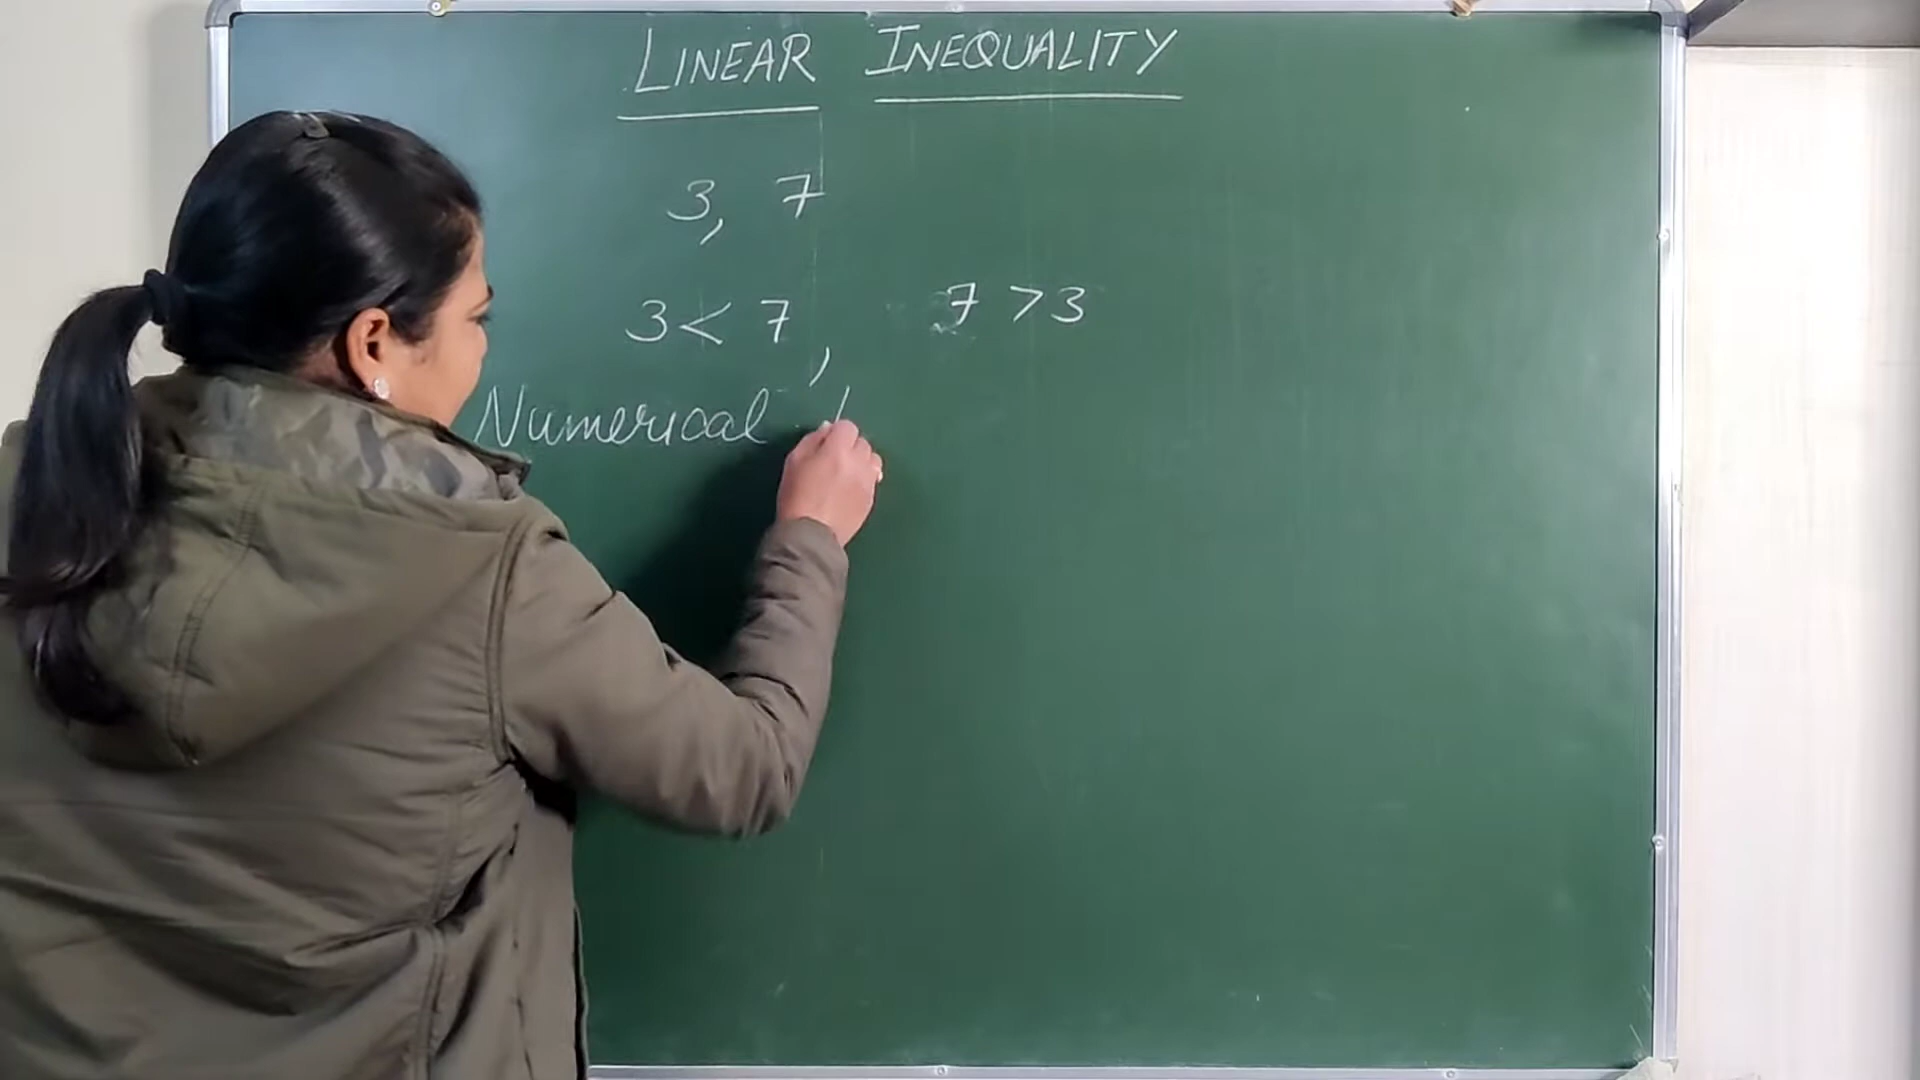 LINEAR INEQUALITY
3, 7
3 < 7, 7 > 3
Numerical